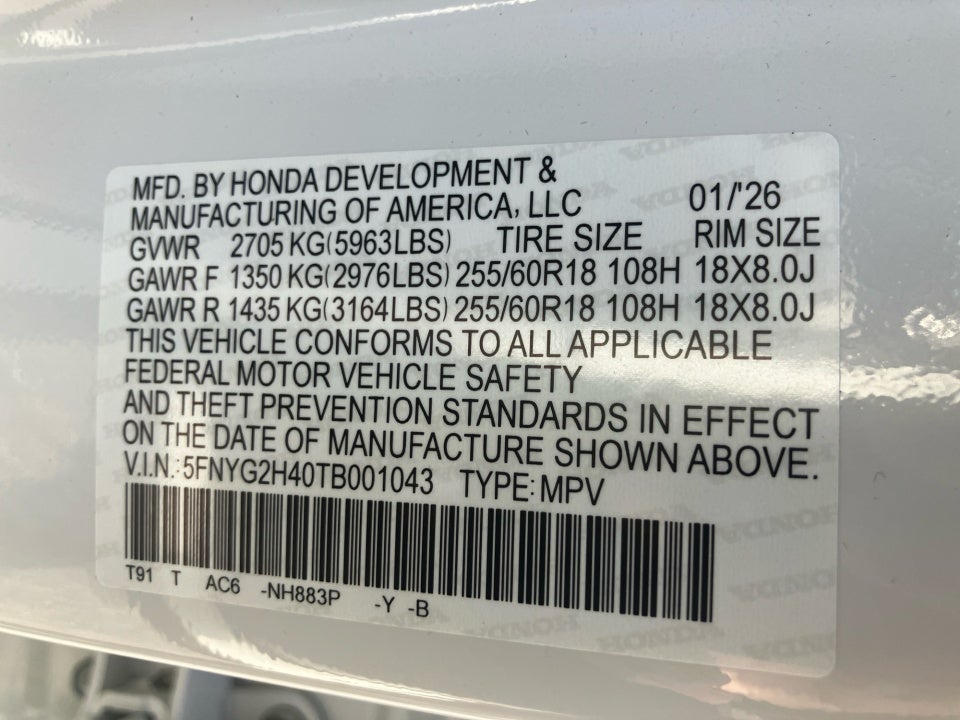 MFD. BY HONDA DEVELOPMENT &
MANUFACTURING OF AMERICA, LLC 01/'26
GVWR 2705 KG(5963LBS) TIRE SIZE RIM SIZE
GAWR F 1350 KG(2976LBS) 255/60R18 108H 18X8.0J
GAWR R 1435 KG(3164LBS) 255/60R18 108H 18X8.0J
THIS VEHICLE CONFORMS TO ALL APPLICABLE
FEDERAL MOTOR VEHICLE SAFETY
AND THEFT PREVENTION STANDARDS IN EFFECT
ON THE DATE OF MANUFACTURE SHOWN ABOVE.
V.I.N.: 5FNYG2H40TB001043 TYPE: MPV
T91 T AC6 -NH883P -Y -B